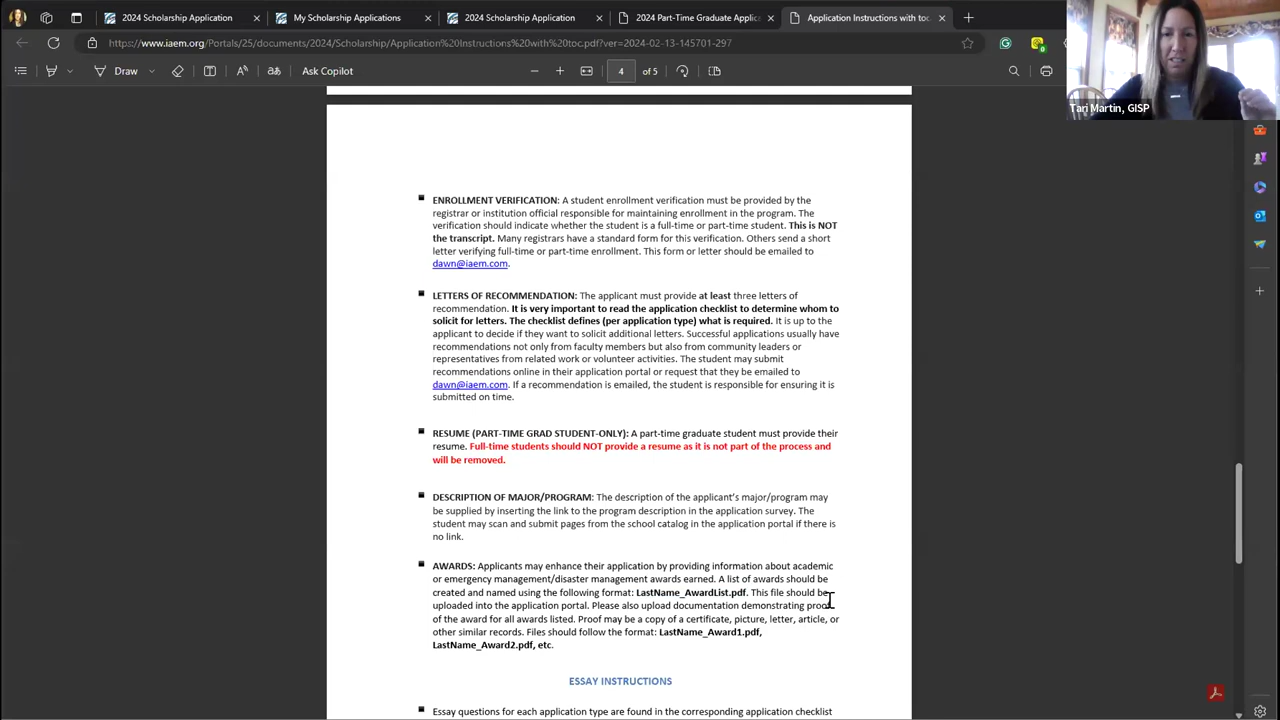 2024 Scholarship Application
My Scholarship Applications
2024 Scholarship Application
2024 Part-Time Graduate Applica
Application Instructions with toc.
https://www.iaem.org/Portals/25/documents/2024/Scholarship/Application%20Instructions%20with%20toc.pdf?ver=2024-02-13-145701-297
Draw
Ask Copilot
4 of 5
Tari Martin, GISP
ENROLLMENT VERIFICATION: A student enrollment verification must be provided by the
registrar or institution official responsible for maintaining enrollment in the program. The
verification should indicate whether the student is a full-time or part-time student. This is NOT
the transcript. Many registrars have a standard form for this verification. Others send a short
letter verifying full-time or part-time enrollment. This form or letter should be emailed to
dawn@iaem.com.
LETTERS OF RECOMMENDATION: The applicant must provide at least three letters of
recommendation. It is very important to read the application checklist to determine whom to
solicit for letters. The checklist defines (per application type) what is required. It is up to the
applicant to decide if they want to solicit additional letters. Successful applications usually have
recommendations not only from faculty members but also from community leaders or
representatives from related work or volunteer activities. The student may submit
recommendations online in their application portal or request that they be emailed to
dawn@iaem.com. If a recommendation is emailed, the student is responsible for ensuring it is
submitted on time.
RESUME (PART-TIME GRAD STUDENT-ONLY): A part-time graduate student must provide their
resume. Full-time students should NOT provide a resume as it is not part of the process and
will be removed.
DESCRIPTION OF MAJOR/PROGRAM: The description of the applicant's major/program may
be supplied by inserting the link to the program description in the application survey. The
student may scan and submit pages from the school catalog in the application portal if there is
no link.
AWARDS: Applicants may enhance their application by providing information about academic
or emergency management/disaster management awards earned. A list of awards should be
created and named using the following format: LastName_AwardList.pdf. This file should be
uploaded into the application portal. Please also upload documentation demonstrating proof
of the award for all awards listed. Proof may be a copy of a certificate, picture, letter, article, or
other similar records. Files should follow the format: LastName_Award1.pdf,
LastName_Award2.pdf, etc.
ESSAY INSTRUCTIONS
Essay questions for each application type are found in the corresponding application checklist